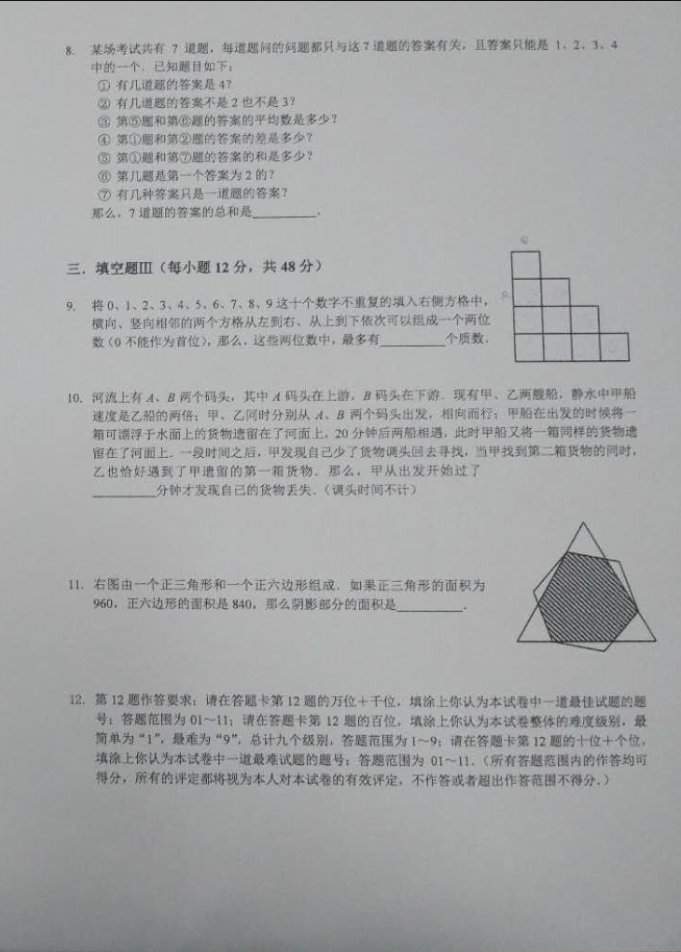 8. 某场考试共有 7 道题，每道题问的问题都只与这 7 道题的答案有关，且答案只能是 1、2、3、4
中的一个．已知题目如下：
① 有几道题的答案是 4？
② 有几道题的答案不是 2 也不是 3？
③ 第⑤题和第⑥题的答案的平均数是多少？
④ 第①题和第②题的答案的差是多少？
⑤ 第①题和第⑦题的答案的和是多少？
⑥ 第几题是第一个答案为 2 的？
⑦ 有几种答案只是一道题的答案？
那么，7 道题的答案的总和是________．
三．填空题Ⅲ（每小题 12 分，共 48 分）
9. 将 0、1、2、3、4、5、6、7、8、9 这十个数字不重复的填入右侧方格中，
横向、竖向相邻的两个方格从左到右、从上到下依次可以组成一个两位
数（0 不能作为首位），那么，这些两位数中，最多有________个质数．
10. 河流上有 A、B 两个码头，其中 A 码头在上游，B 码头在下游．现有甲、乙两艘船，静水中甲船
速度是乙船的两倍；甲、乙同时分别从 A、B 两个码头出发，相向而行；甲船在出发的时候将一
箱可漂浮于水面上的货物遗留在了河面上，20 分钟后两船相遇，此时甲船又将一箱同样的货物遗
留在了河面上．一段时间之后，甲发现自己少了货物调头回去寻找，当甲找到第二箱货物的同时，
乙也恰好遇到了甲遗留的第一箱货物．那么，甲从出发开始过了
________分钟才发现自己的货物丢失．（调头时间不计）
11. 右图由一个正三角形和一个正六边形组成．如果正三角形的面积为
960，正六边形的面积是 840，那么阴影部分的面积是________．
12. 第 12 题作答要求：请在答题卡第 12 题的万位＋千位，填涂上你认为本试卷中一道最佳试题的题
号；答题范围为 01～11；请在答题卡第 12 题的百位，填涂上你认为本试卷整体的难度级别，最
简单为“1”，最难为“9”，总计九个级别，答题范围为 1～9；请在答题卡第 12 题的十位＋个位，
填涂上你认为本试卷中一道最难试题的题号；答题范围为 01～11．（所有答题范围内的作答均可
得分，所有的评定都将视为本人对本试卷的有效评定，不作答或者超出作答范围不得分．）